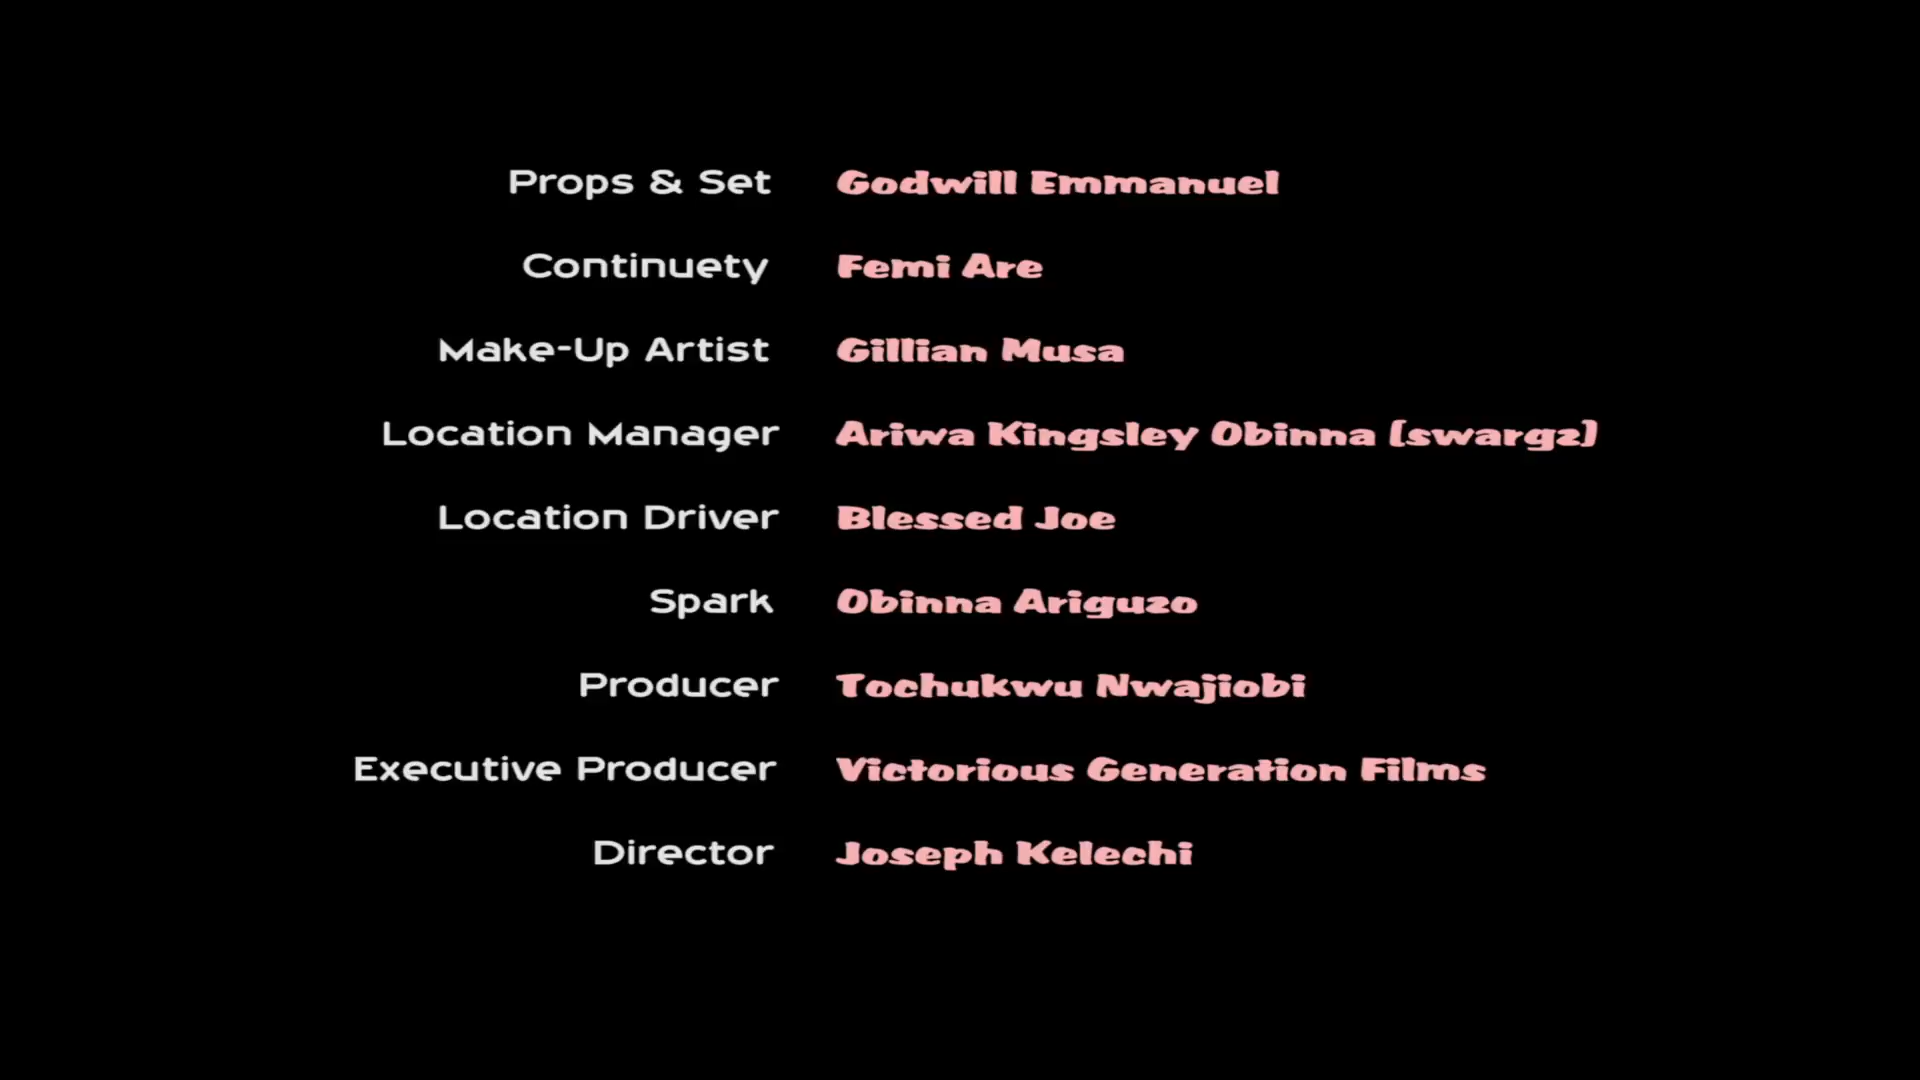 Props & Set Godwill Emmanuel
Continuety Femi Are
Make-Up Artist Gillian Musa
Location Manager Ariwa Kingsley Obinna (swargz)
Location Driver Blessed Joe
Spark Obinna Ariguzo
Producer Tochukwu Nwajiobi
Executive Producer Victorious Generation Films
Director Joseph Kelechi